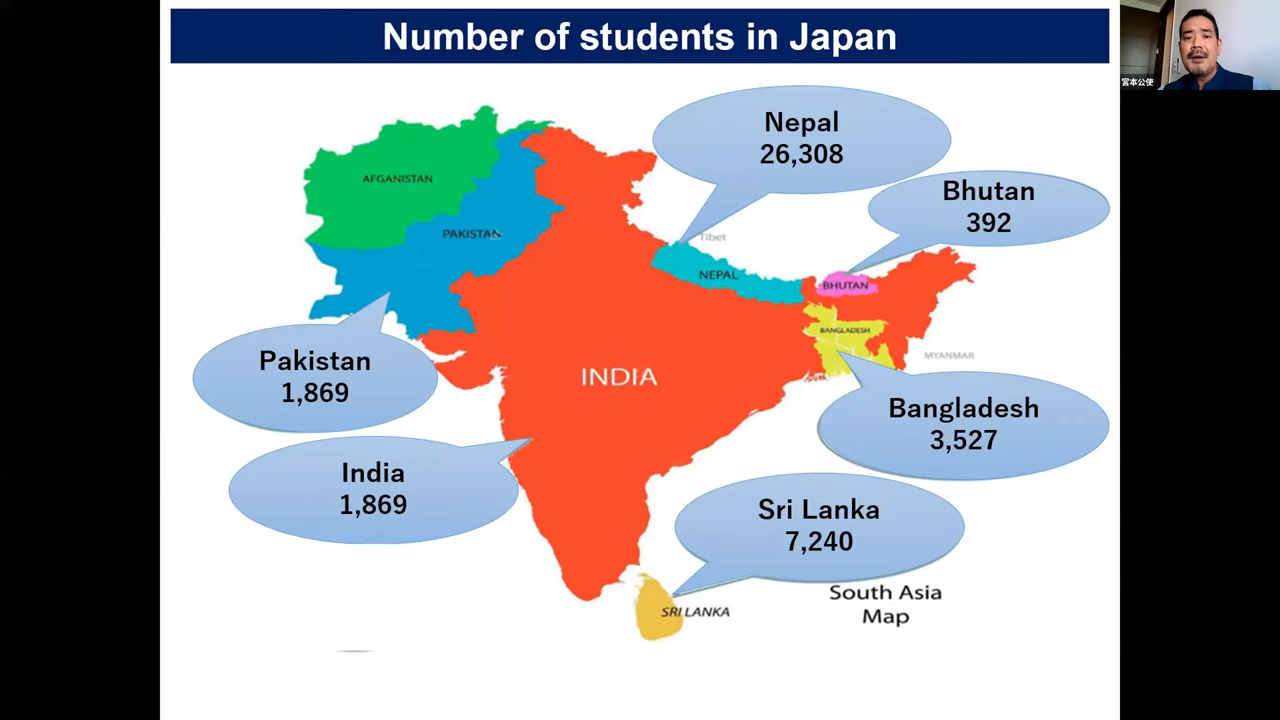 Number of students in Japan
宮本公使
Nepal
26,308
Bhutan
392
AFGANISTAN
PAKISTAN
Tibet
NEPAL
BHUTAN
BANGLADESH
MYANMAR
INDIA
Pakistan
1,869
Bangladesh
3,527
India
1,869
Sri Lanka
7,240
SRI LANKA
South Asia
Map